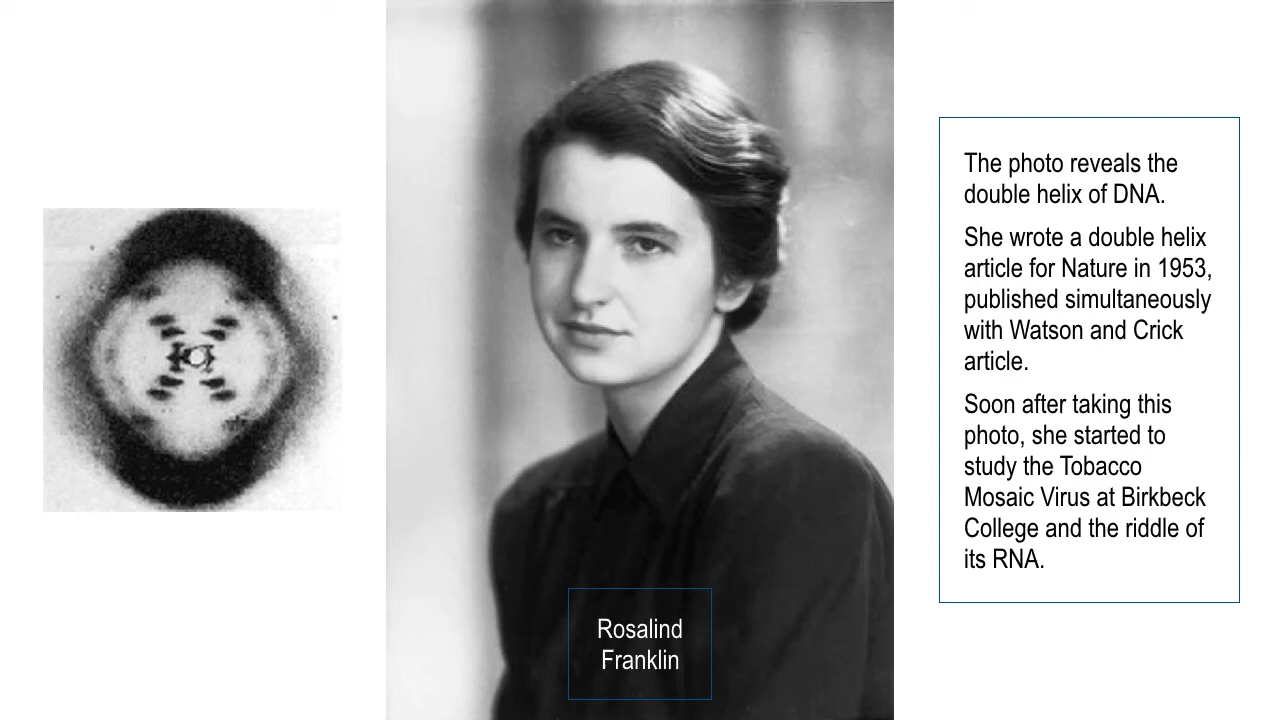 Rosalind
Franklin
The photo reveals the
double helix of DNA.
She wrote a double helix
article for Nature in 1953,
published simultaneously
with Watson and Crick
article.
Soon after taking this
photo, she started to
study the Tobacco
Mosaic Virus at Birkbeck
College and the riddle of
its RNA.